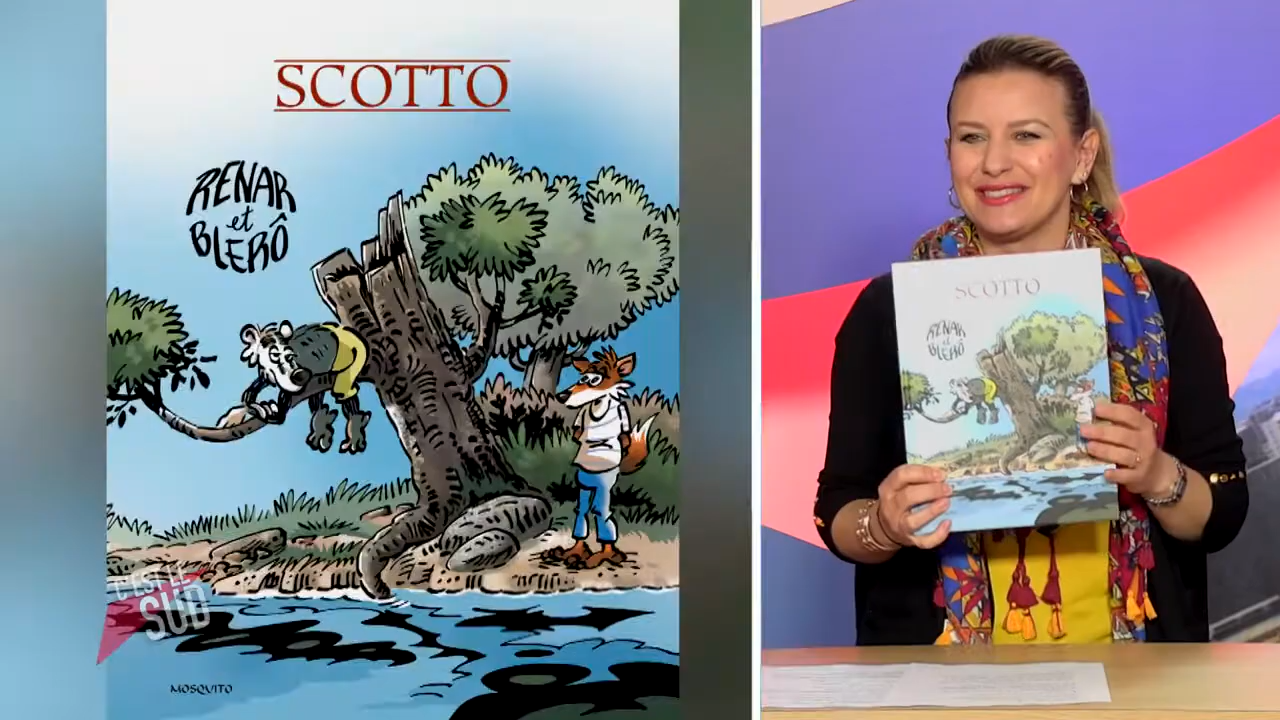 SCOTTO
RENAR
et
BLERÔ
C'EST LE
SUD
MOSQUITO
SCOTTO
RENAR
et
BLERÔ